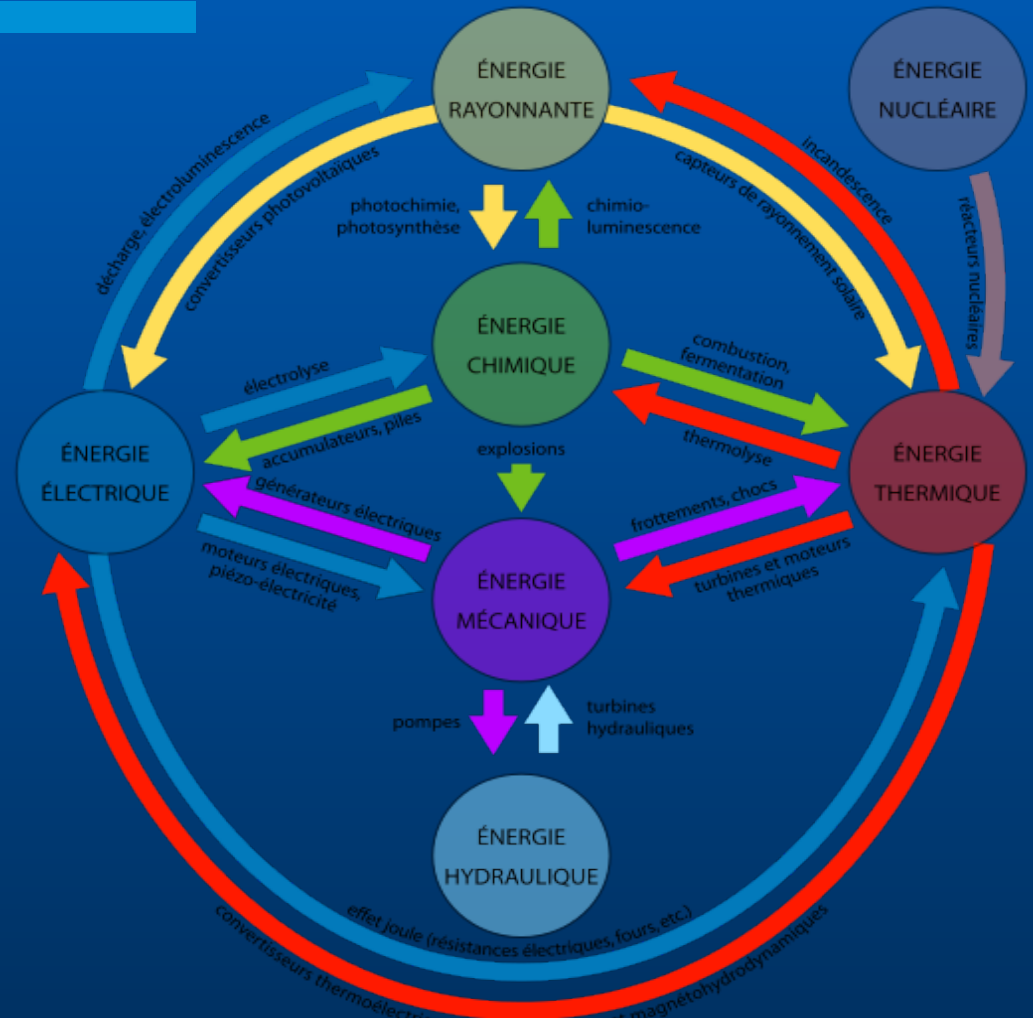 ÉNERGIE
RAYONNANTE
ÉNERGIE
NUCLÉAIRE
décharge, électroluminescence
convertisseurs photovoltaïques
photochimie,
photosynthèse
chimio-
luminescence
capteurs de rayonnement solaire
incandescence
réacteurs nucléaires
ÉNERGIE
CHIMIQUE
électrolyse
accumulateurs, piles
combustion,
fermentation
thermolyse
explosions
ÉNERGIE
ÉLECTRIQUE
ÉNERGIE
THERMIQUE
générateurs électriques
moteurs électriques,
piézo-électricité
frottements, chocs
turbines et moteurs
thermiques
ÉNERGIE
MÉCANIQUE
pompes
turbines
hydrauliques
ÉNERGIE
HYDRAULIQUE
effet joule (résistances électriques, fours, etc.)
convertisseurs magnétohydrodynamiques